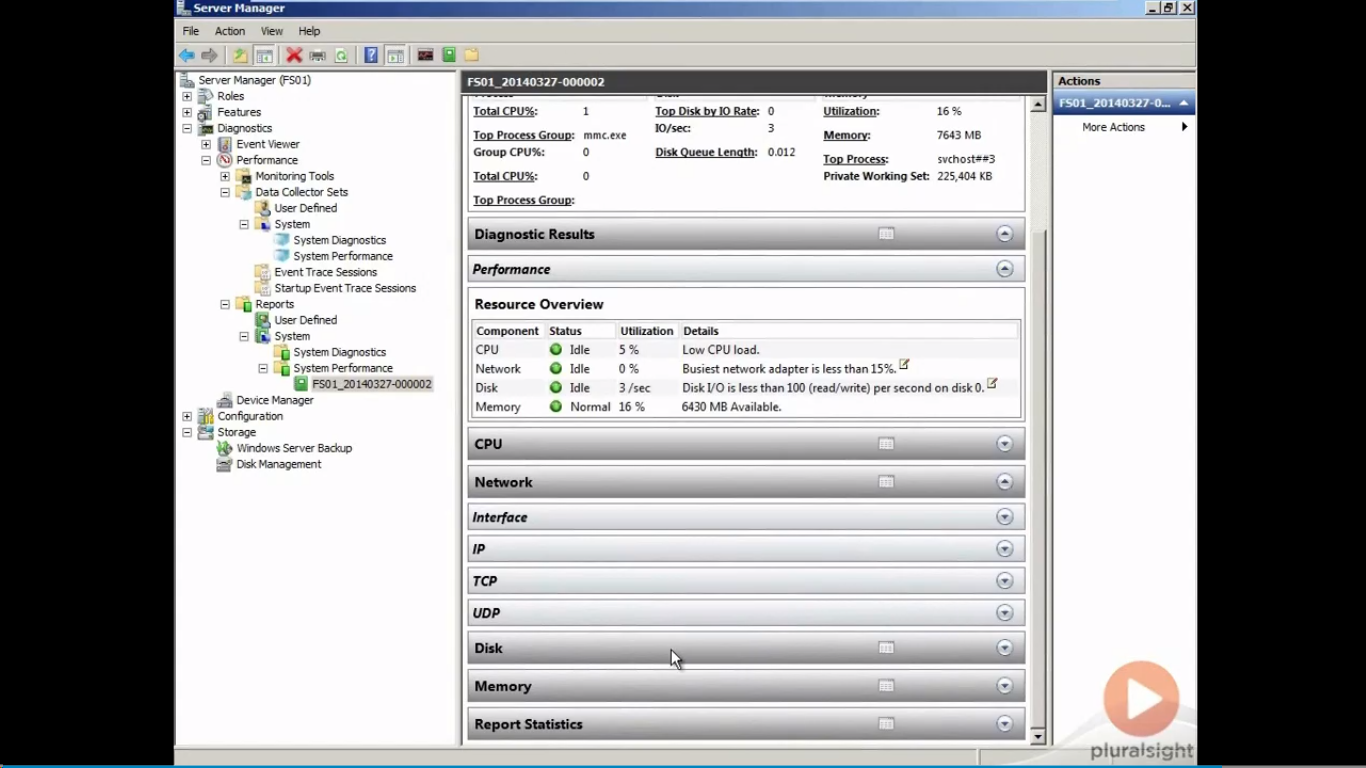 Server Manager
File Action View Help
Server Manager (FS01)
Roles
Features
Diagnostics
Event Viewer
Performance
Monitoring Tools
Data Collector Sets
User Defined
System
System Diagnostics
System Performance
Event Trace Sessions
Startup Event Trace Sessions
Reports
User Defined
System
System Diagnostics
System Performance
FS01_20140327-000002
Device Manager
Configuration
Storage
Windows Server Backup
Disk Management
FS01_20140327-000002
Total CPU%: 1 Top Disk by IO Rate: 0 Utilization: 16 %
IO/sec: 3
Top Process Group: mmc.exe Memory: 7643 MB
Group CPU%: 0 Disk Queue Length: 0.012
Top Process: svchost##3
Total CPU%: 0 Private Working Set: 225,404 KB
Top Process Group:
Diagnostic Results
Performance
Resource Overview
Component Status Utilization Details
CPU Idle 5 % Low CPU load.
Network Idle 0 % Busiest network adapter is less than 15%.
Disk Idle 3 /sec Disk I/O is less than 100 (read/write) per second on disk 0.
Memory Normal 16 % 6430 MB Available.
CPU
Network
Interface
IP
TCP
UDP
Disk
Memory
Report Statistics
Actions
FS01_20140327-0...
More Actions
pluralsight